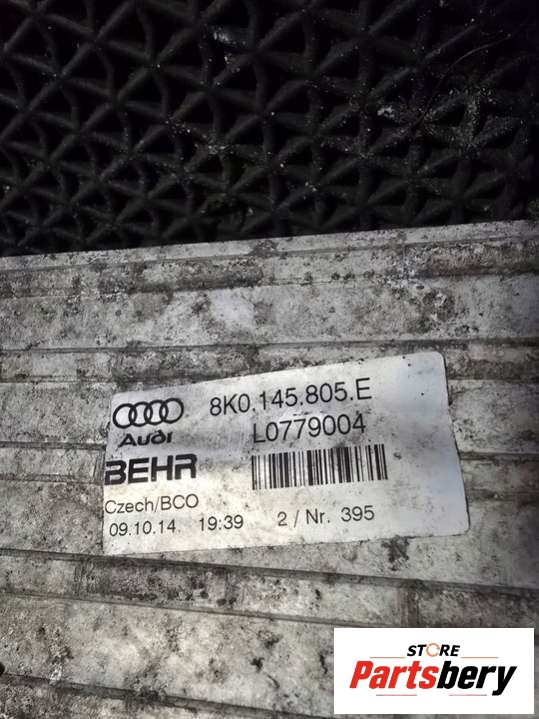 8K0.145.805.E
Audi
L0779004
BEHR
Czech/BCO
09.10.14. 19:39 2 / Nr. 395
STORE
Partsbery